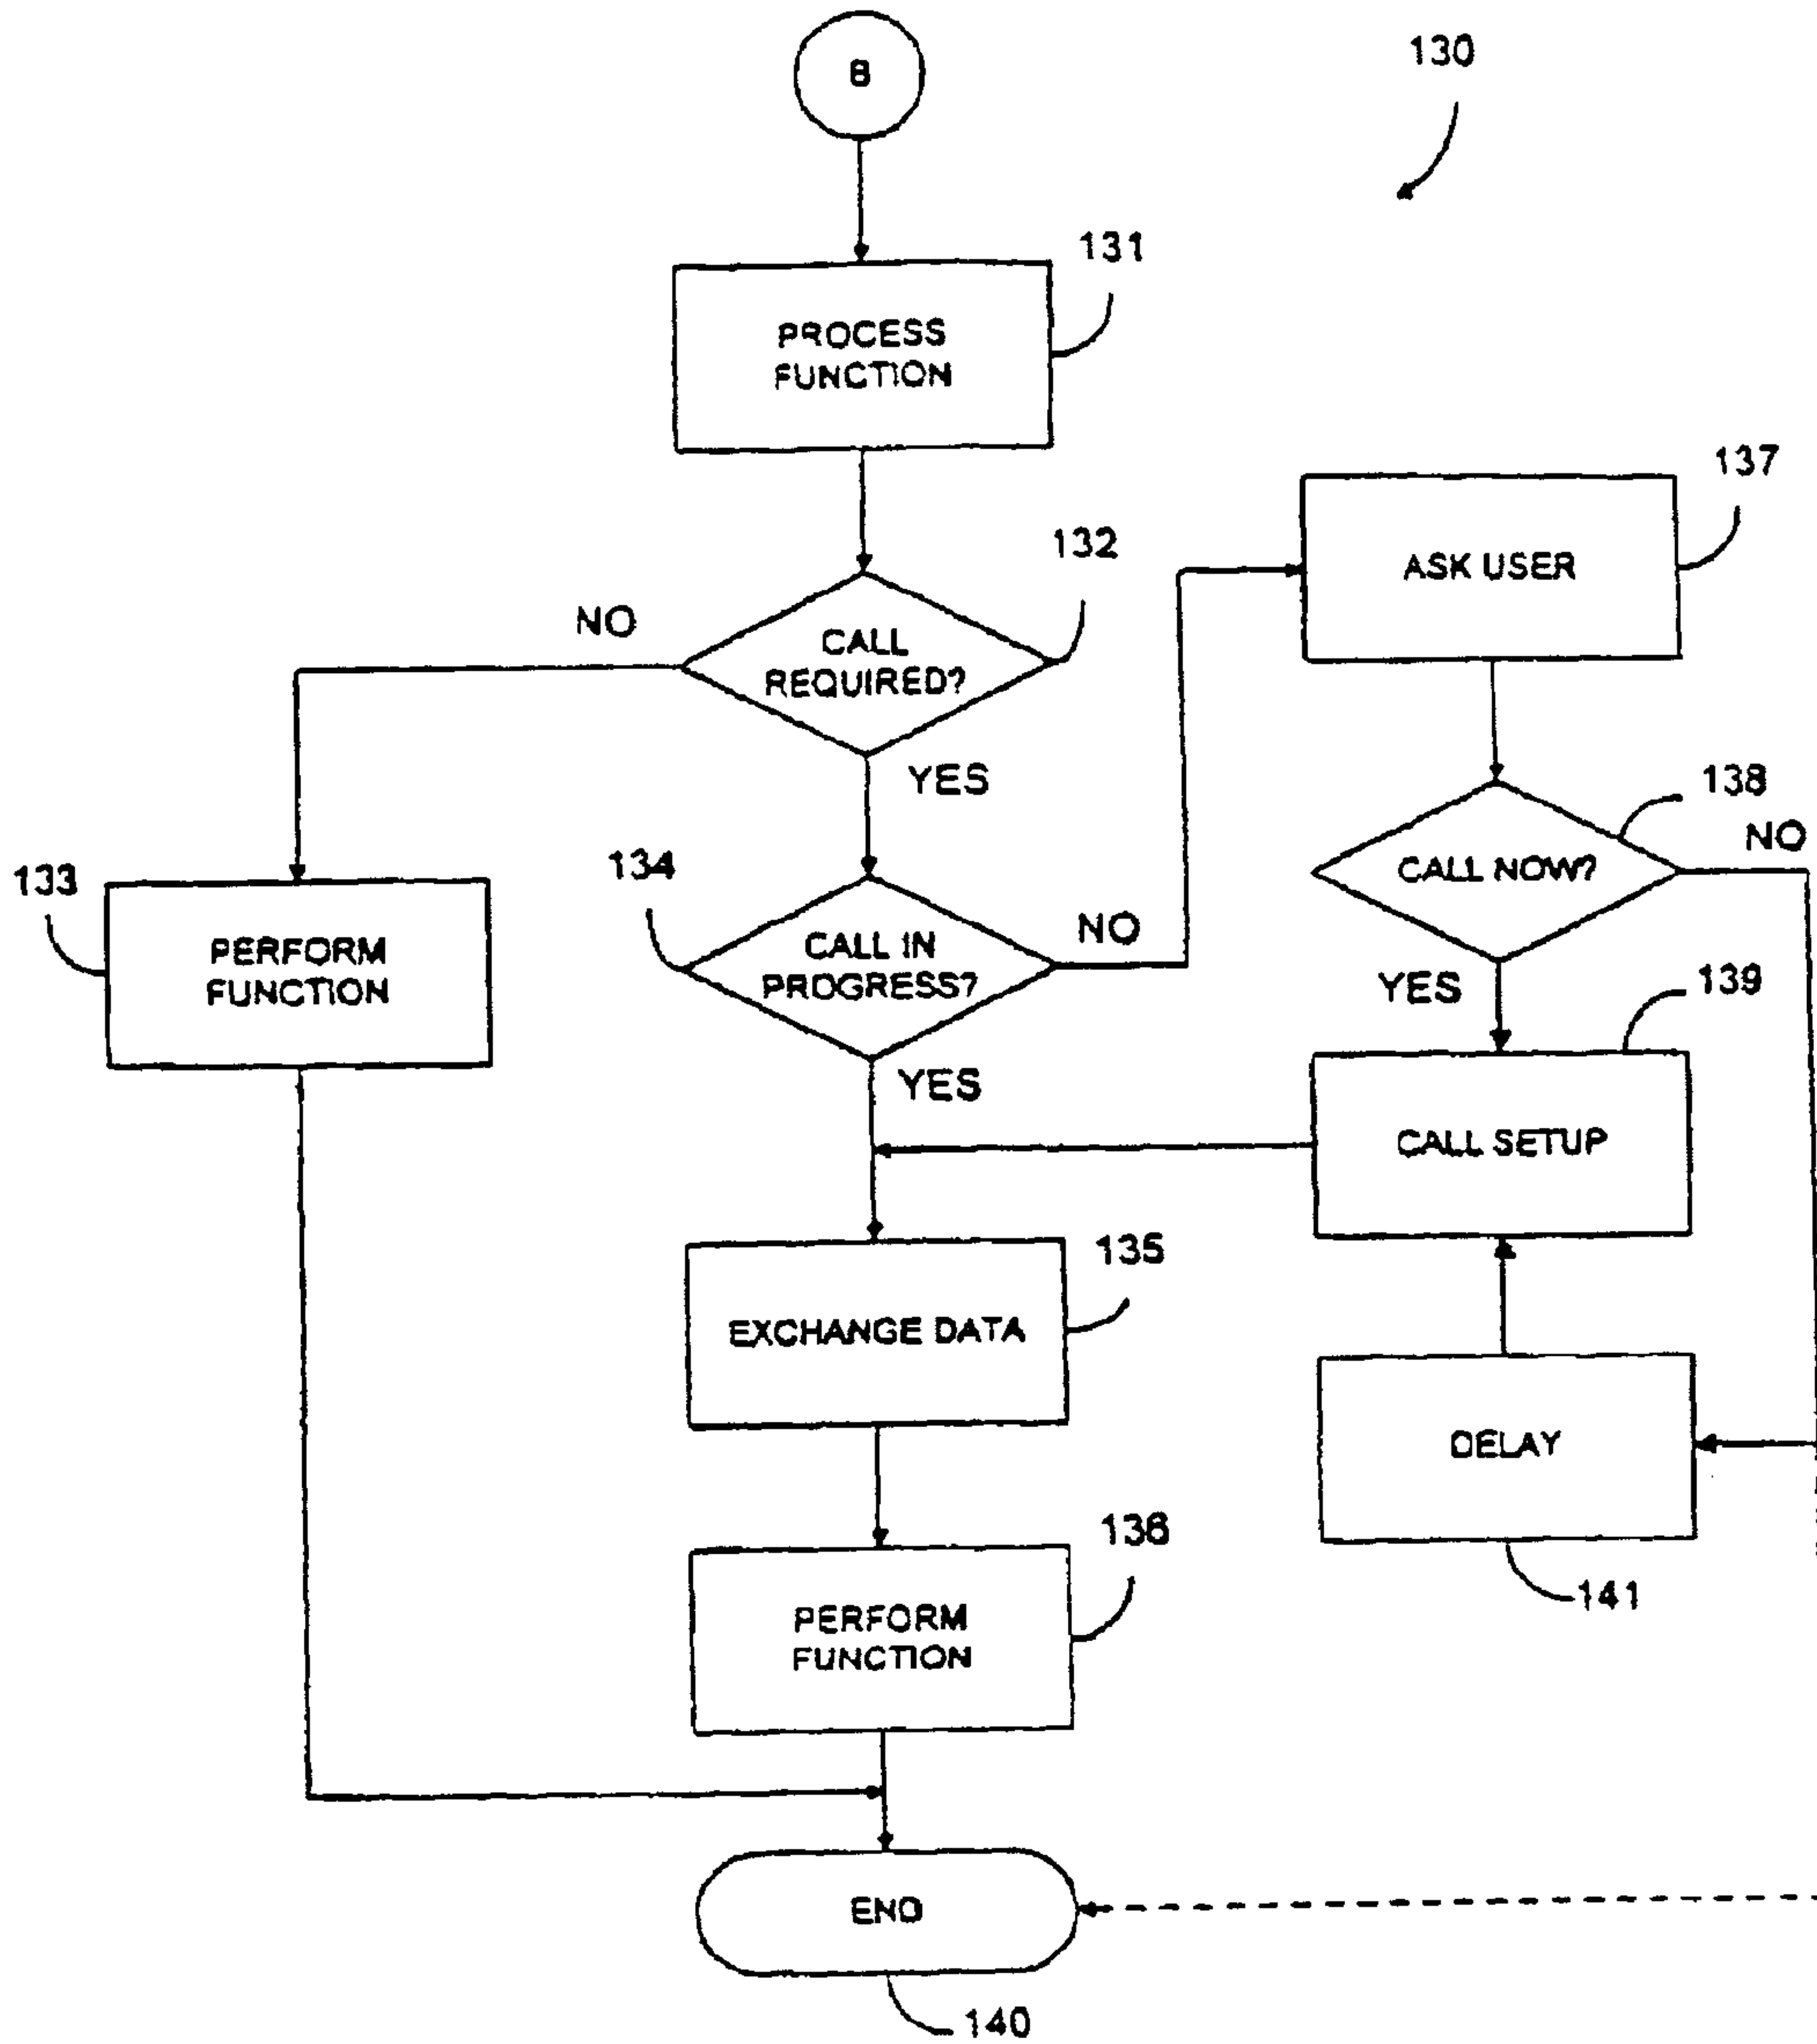 B
130
131
PROCESS
FUNCTION
137
132
ASK USER
NO
CALL
REQUIRED?
YES
138
NO
134
CALL NOW?
133
CALL IN
PROGRESS?
NO
PERFORM
FUNCTION
YES
139
YES
CALL SETUP
135
EXCHANGE DATA
DELAY
136
141
PERFORM
FUNCTION
END
140